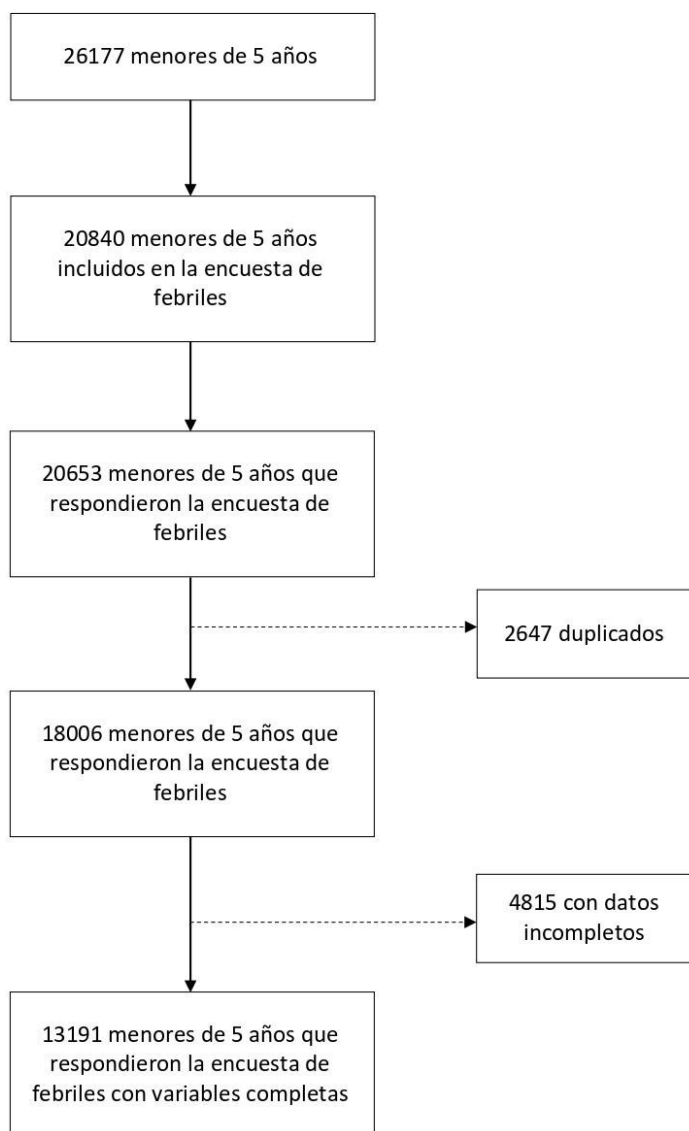 26177 menores de 5 años
20840 menores de 5 años
incluidos en la encuesta de
febriles
20653 menores de 5 años que
respondieron la encuesta de
febriles
2647 duplicados
18006 menores de 5 años que
respondieron la encuesta de
febriles
4815 con datos
incompletos
13191 menores de 5 años que
respondieron la encuesta de
febriles con variables completas